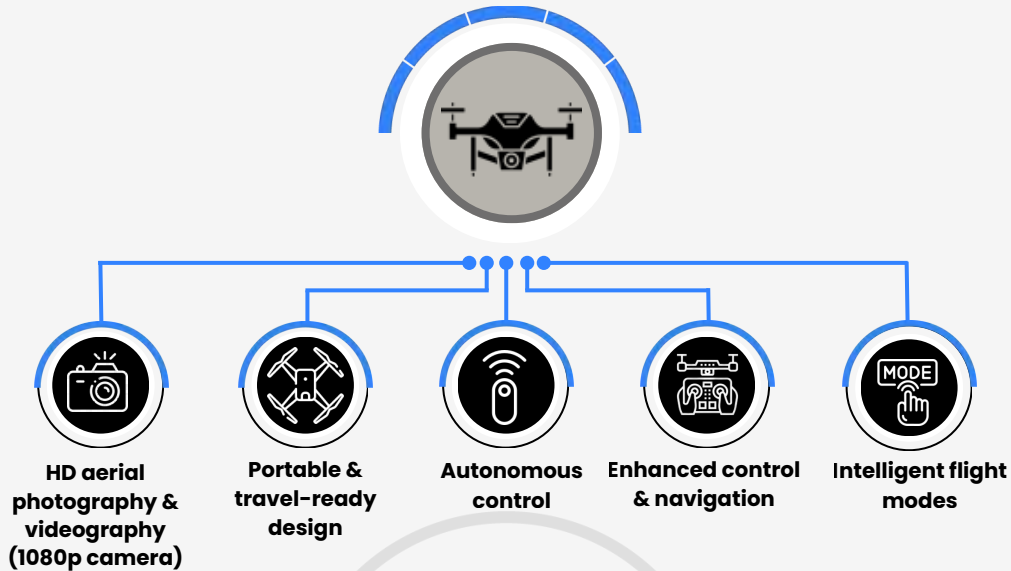 MODE
HD aerial
photography &
videography
(1080p camera)
Portable &
travel-ready
design
Autonomous
control
Enhanced control
& navigation
Intelligent flight
modes